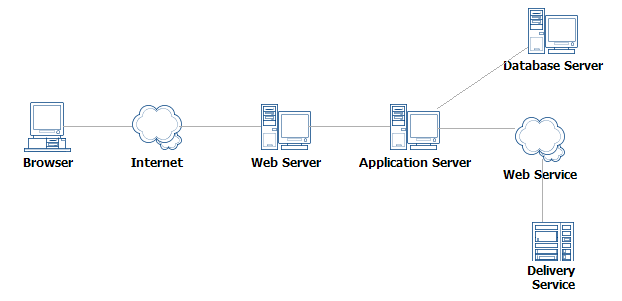 Database Server
Browser
Internet
Web Server
Application Server
Web Service
Delivery
Service